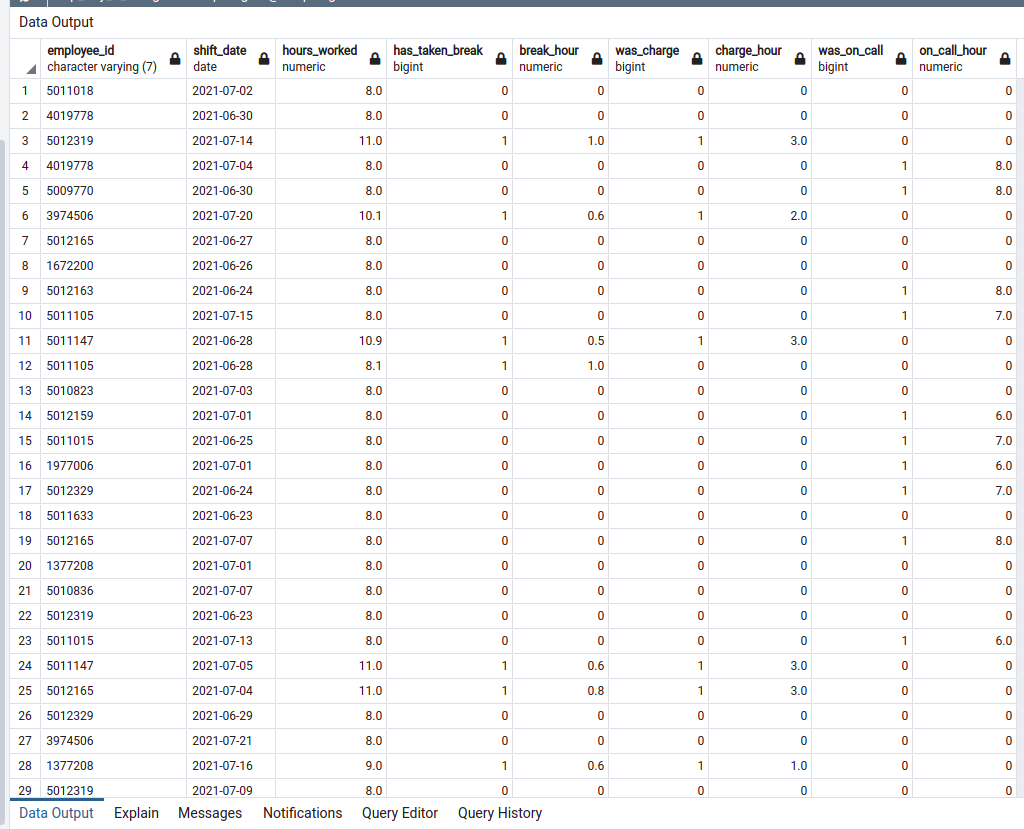 Data Output
employee_id shift_date hours_worked has_taken_break break_hour was_charge charge_hour was_on_call on_call_hour
character varying (7) date numeric bigint numeric bigint numeric bigint numeric
1 5011018 2021-07-02 8.0 0 0 0 0 0 0
2 4019778 2021-06-30 8.0 0 0 0 0 0 0
3 5012319 2021-07-14 11.0 1 1.0 1 3.0 0 0
4 4019778 2021-07-04 8.0 0 0 0 0 1 8.0
5 5009770 2021-06-30 8.0 0 0 0 0 1 8.0
6 3974506 2021-07-20 10.1 1 0.6 1 2.0 0 0
7 5012165 2021-06-27 8.0 0 0 0 0 0 0
8 1672200 2021-06-26 8.0 0 0 0 0 0 0
9 5012163 2021-06-24 8.0 0 0 0 0 1 8.0
10 5011105 2021-07-15 8.0 0 0 0 0 1 7.0
11 5011147 2021-06-28 10.9 1 0.5 1 3.0 0 0
12 5011105 2021-06-28 8.1 1 1.0 0 0 0 0
13 5010823 2021-07-03 8.0 0 0 0 0 0 0
14 5012159 2021-07-01 8.0 0 0 0 0 1 6.0
15 5011015 2021-06-25 8.0 0 0 0 0 1 7.0
16 1977006 2021-07-01 8.0 0 0 0 0 1 6.0
17 5012329 2021-06-24 8.0 0 0 0 0 1 7.0
18 5011633 2021-06-23 8.0 0 0 0 0 0 0
19 5012165 2021-07-07 8.0 0 0 0 0 1 8.0
20 1377208 2021-07-01 8.0 0 0 0 0 0 0
21 5010836 2021-07-07 8.0 0 0 0 0 0 0
22 5012319 2021-06-23 8.0 0 0 0 0 0 0
23 5011015 2021-07-13 8.0 0 0 0 0 1 6.0
24 5011147 2021-07-05 11.0 1 0.6 1 3.0 0 0
25 5012165 2021-07-04 11.0 1 0.8 1 3.0 0 0
26 5012329 2021-06-29 8.0 0 0 0 0 0 0
27 3974506 2021-07-21 8.0 0 0 0 0 0 0
28 1377208 2021-07-16 9.0 1 0.6 1 1.0 0 0
29 5012319 2021-07-09 8.0 0 0 0 0 0 0
Data Output Explain Messages Notifications Query Editor Query History